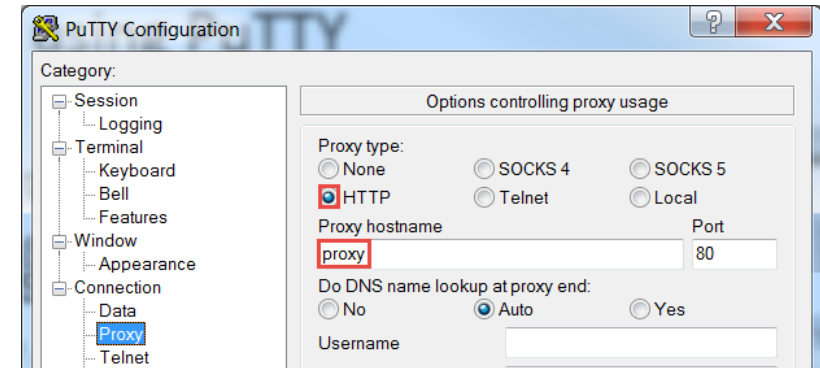 PuTTY Configuration
Category:
Session
Logging
Terminal
Keyboard
Bell
Features
Window
Appearance
Connection
Data
Proxy
Telnet
Options controlling proxy usage
Proxy type:
None SOCKS 4 SOCKS 5
HTTP Telnet Local
Proxy hostname Port
proxy 80
Do DNS name lookup at proxy end:
No Auto Yes
Username